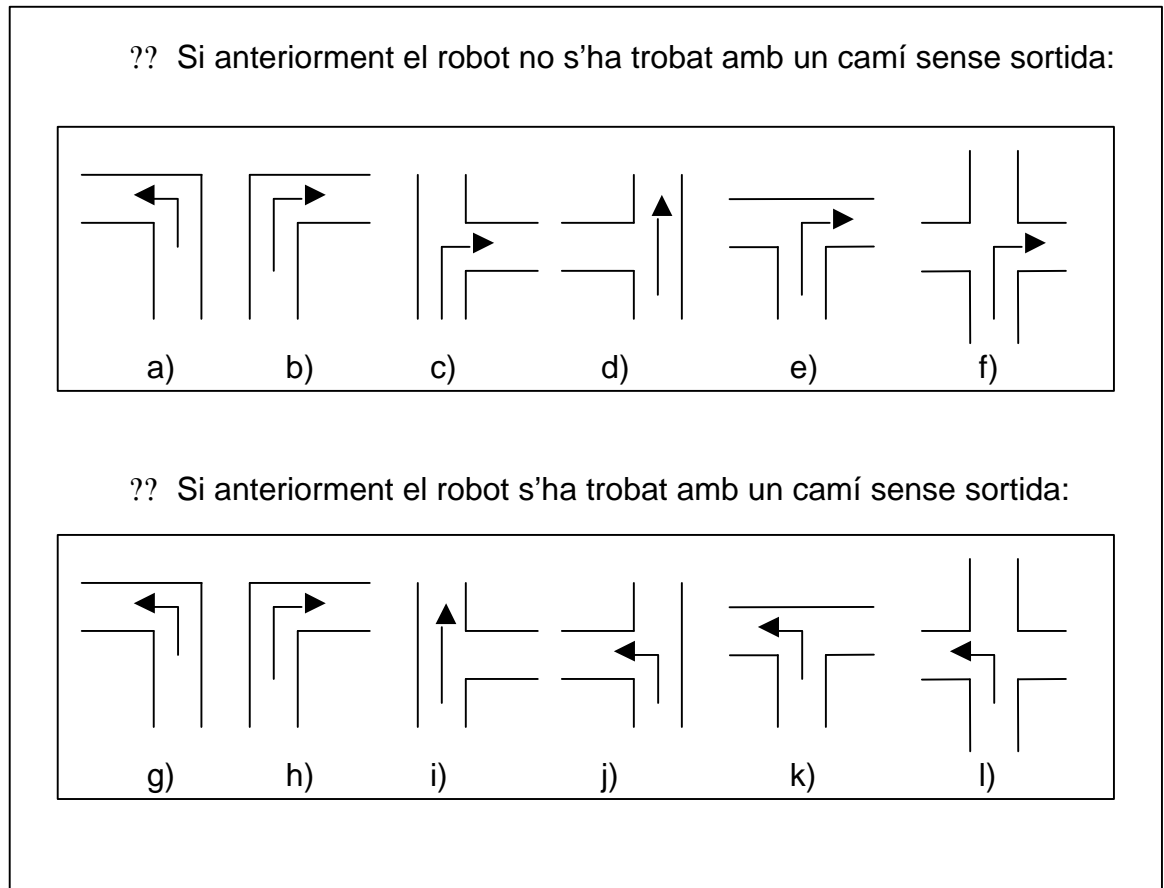 ?? Si anteriorment el robot no s'ha trobat amb un camí sense sortida:
a) b) c) d) e) f)
?? Si anteriorment el robot s'ha trobat amb un camí sense sortida:
g) h) i) j) k) l)